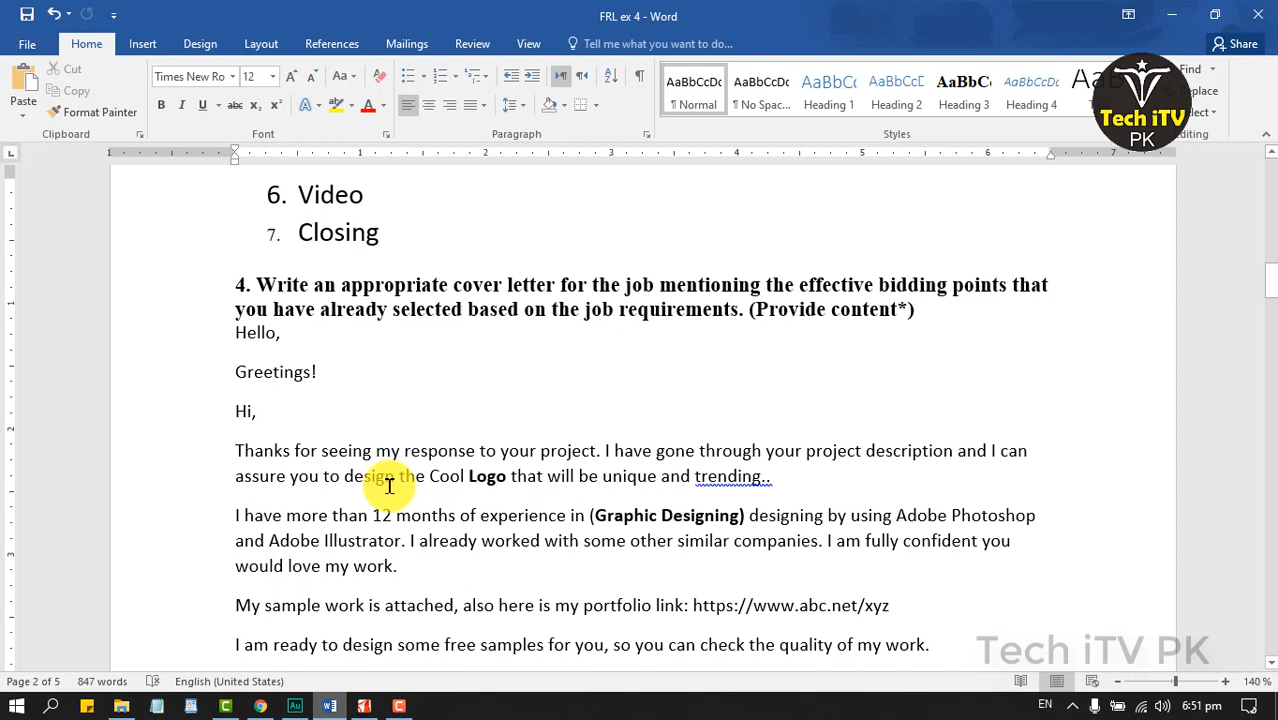 FRL ex 4 - Word
File Home Insert Design Layout References Mailings Review View Tell me what you want to do... Share
Cut
Copy
Format Painter
Paste
Times New Ro 12 Aa
AaBbCcDc AaBbCcDc AaBbCc AaBbCcD AaBbC AaBbCcD AaB
¶ Normal ¶ No Spac... Heading 1 Heading 2 Heading 3 Heading 4
Find
Replace
Select
Clipboard Font Paragraph Styles Editing
Tech iTV
PK
6. Video
7. Closing
4. Write an appropriate cover letter for the job mentioning the effective bidding points that
you have already selected based on the job requirements. (Provide content*)
Hello,
Greetings!
Hi,
Thanks for seeing my response to your project. I have gone through your project description and I can
assure you to design the Cool Logo that will be unique and trending..
I have more than 12 months of experience in (Graphic Designing) designing by using Adobe Photoshop
and Adobe Illustrator. I already worked with some other similar companies. I am fully confident you
would love my work.
My sample work is attached, also here is my portfolio link: https://www.abc.net/xyz
I am ready to design some free samples for you, so you can check the quality of my work.
Tech iTV PK
Page 2 of 5 847 words English (United States) 140 %
EN 6:51 pm